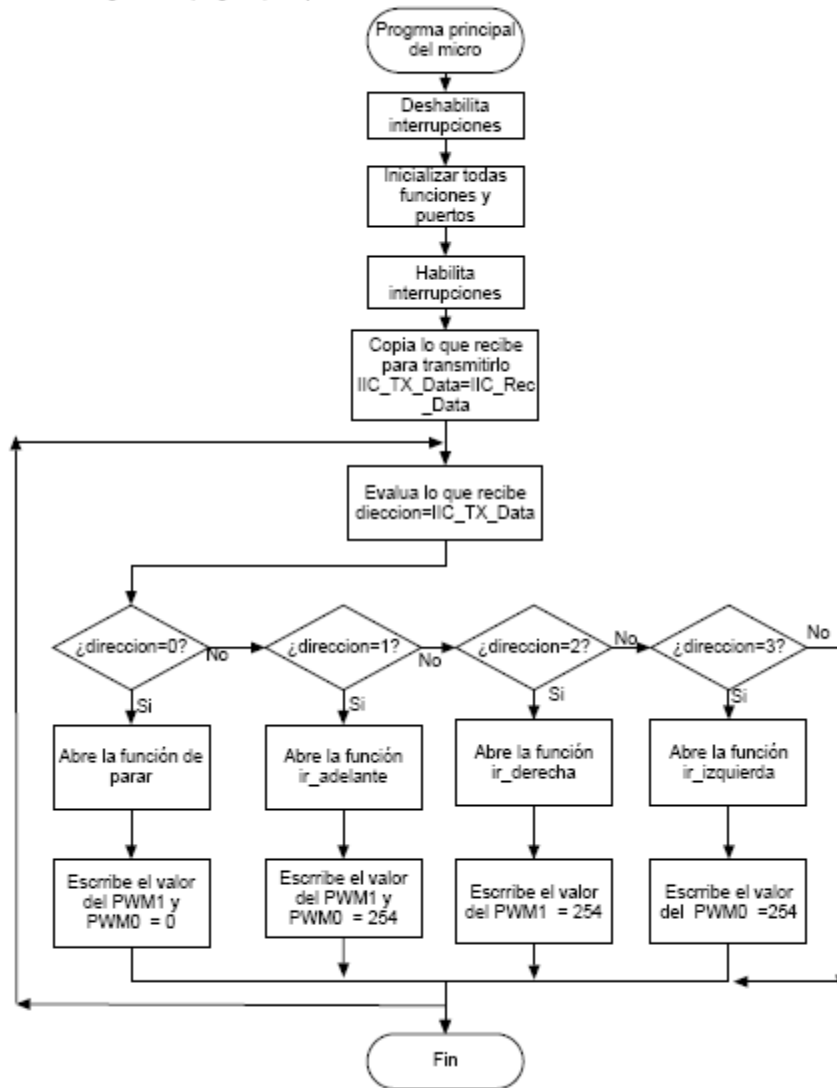 Progrma principal
del micro
Deshabilita
interrupciones
Inicializar todas
funciones y
puertos
Habilita
interrupciones
Copia lo que recibe
para transmitirlo
IIC_TX_Data=IIC_Rec
_Data
Evalua lo que recibe
dieccion=IIC_TX_Data
¿direccion=0?
No
¿direccion=1?
No
¿direccion=2?
No
¿direccion=3?
No
Si
Si
Si
Si
Abre la función de
parar
Abre la función
ir_adelante
Abre la función
ir_derecha
Abre la función
ir_izquierda
Escrribe el valor
del PWM1 y
PWM0 = 0
Escrribe el valor
del PWM1 y
PWM0 = 254
Escrribe el valor
del PWM1 = 254
Escrribe el valor
del PWM0 =254
Fin